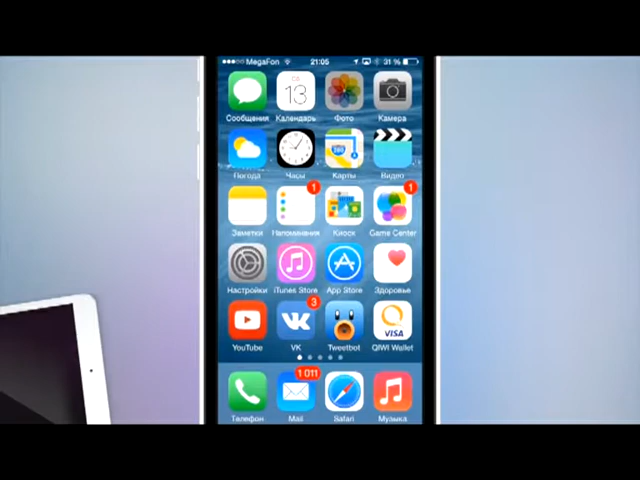 MegaFon 21:05 31 %
Сб
13
Сообщения Календарь Фото Камера
280
Погода Часы Карты Видео
1 1
Заметки Напоминания Киоск Game Center
Настройки iTunes Store App Store Здоровье
3
VISA
YouTube VK Tweetbot QIWI Wallet
1 011
Телефон Mail Safari Музыка